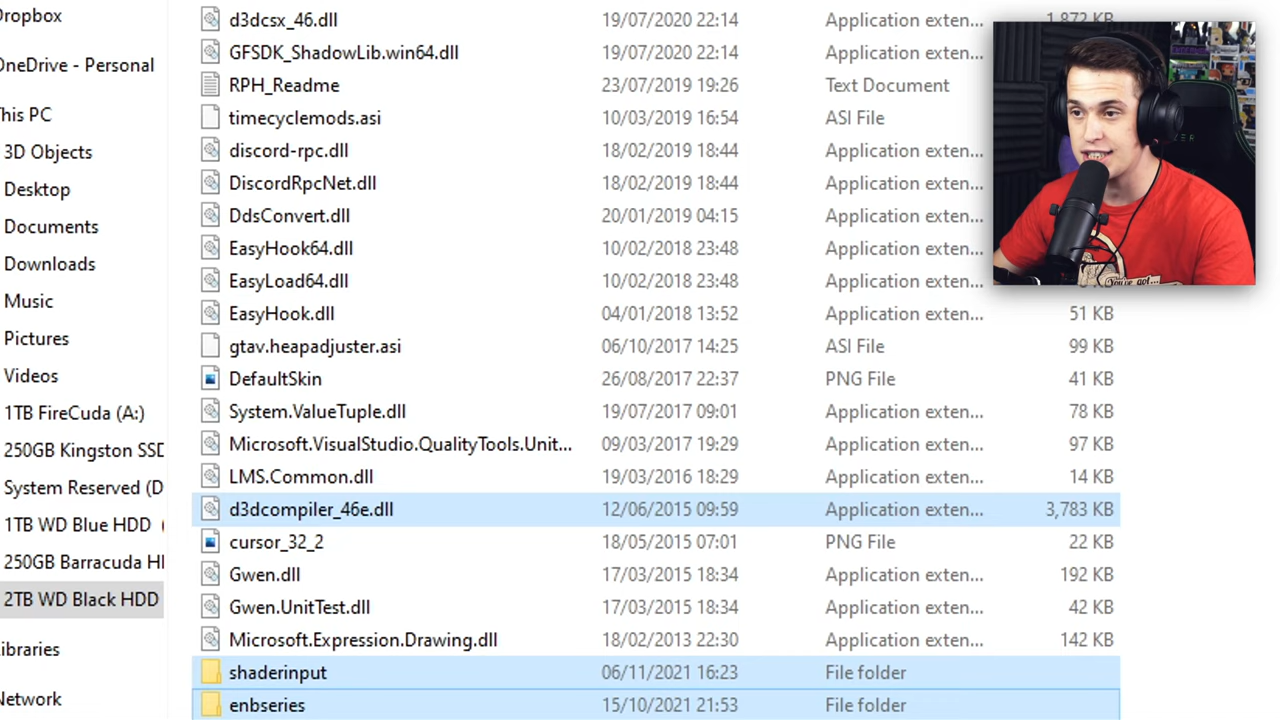 Dropbox
OneDrive - Personal
This PC
3D Objects
Desktop
Documents
Downloads
Music
Pictures
Videos
1TB FireCuda (A:)
250GB Kingston SSD
System Reserved (D
1TB WD Blue HDD (
250GB Barracuda H
2TB WD Black HDD
ibraries
Network
d3dcsx_46.dll 19/07/2020 22:14 Application exten... 1,872 KB
GFSDK_ShadowLib.win64.dll 19/07/2020 22:14 Application exten...
RPH_Readme 23/07/2019 19:26 Text Document
timecyclemods.asi 10/03/2019 16:54 ASI File
discord-rpc.dll 18/02/2019 18:44 Application exten...
DiscordRpcNet.dll 18/02/2019 18:44 Application exten...
DdsConvert.dll 20/01/2019 04:15 Application exten...
EasyHook64.dll 10/02/2018 23:48 Application exten...
EasyLoad64.dll 10/02/2018 23:48 Application exten...
EasyHook.dll 04/01/2018 13:52 Application exten... 51 KB
gtav.heapadjuster.asi 06/10/2017 14:25 ASI File 99 KB
DefaultSkin 26/08/2017 22:37 PNG File 41 KB
System.ValueTuple.dll 19/07/2017 09:01 Application exten... 78 KB
Microsoft.VisualStudio.QualityTools.Unit... 09/03/2017 19:29 Application exten... 97 KB
LMS.Common.dll 19/03/2016 18:29 Application exten... 14 KB
d3dcompiler_46e.dll 12/06/2015 09:59 Application exten... 3,783 KB
cursor_32_2 18/05/2015 07:01 PNG File 22 KB
Gwen.dll 17/03/2015 18:34 Application exten... 192 KB
Gwen.UnitTest.dll 17/03/2015 18:34 Application exten... 42 KB
Microsoft.Expression.Drawing.dll 18/02/2013 22:30 Application exten... 142 KB
shaderinput 06/11/2021 16:23 File folder
enbseries 15/10/2021 21:53 File folder
You've got...